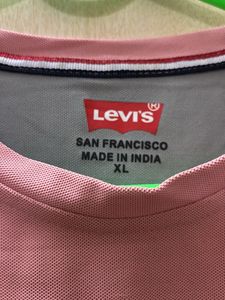 LEVI'S®
SAN FRANCISCO
MADE IN INDIA
XL